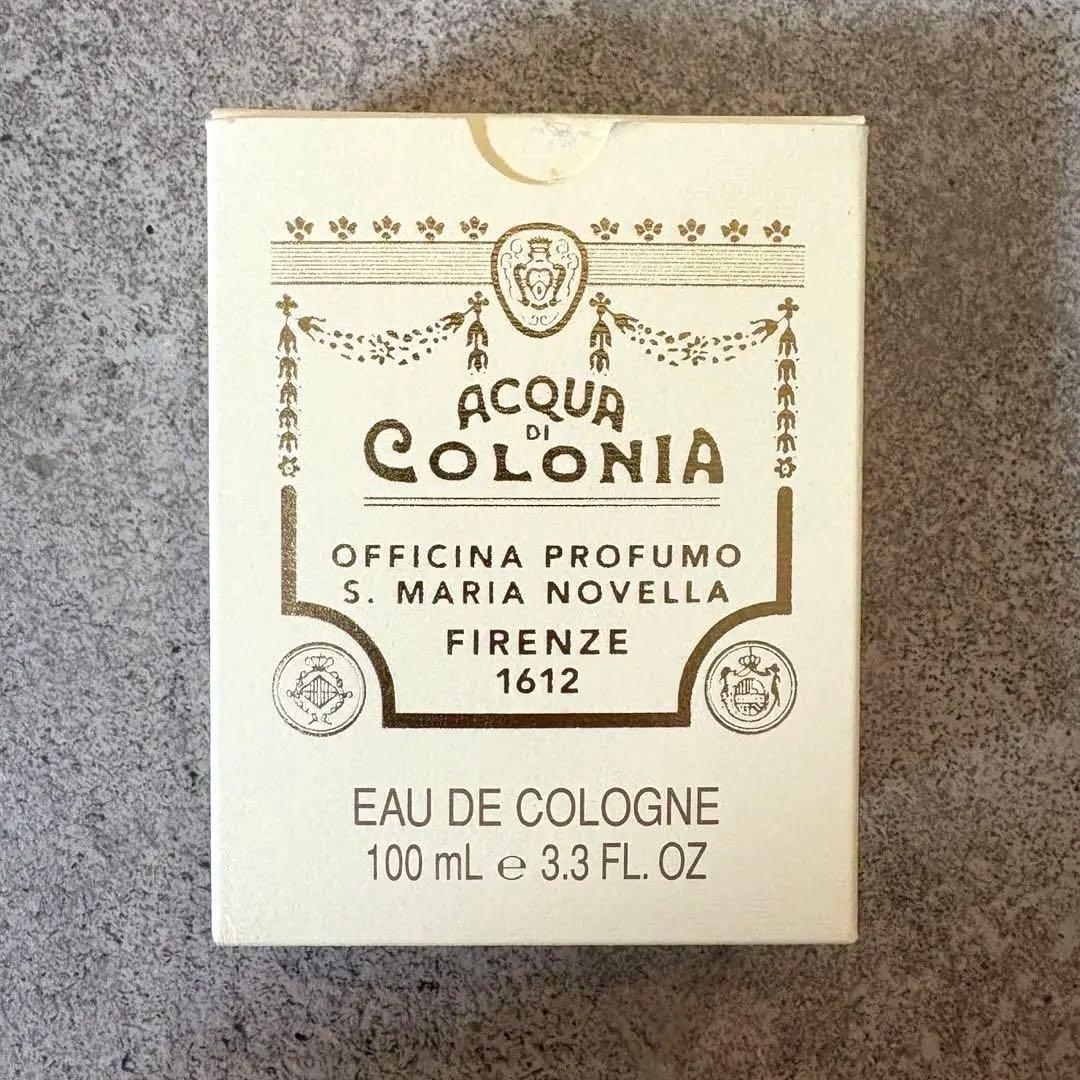 ACQUA
DI
COLONIA
OFFICINA PROFUMO
S. MARIA NOVELLA
FIRENZE
1612
EAU DE COLOGNE
100 mL ℮ 3.3 FL. OZ